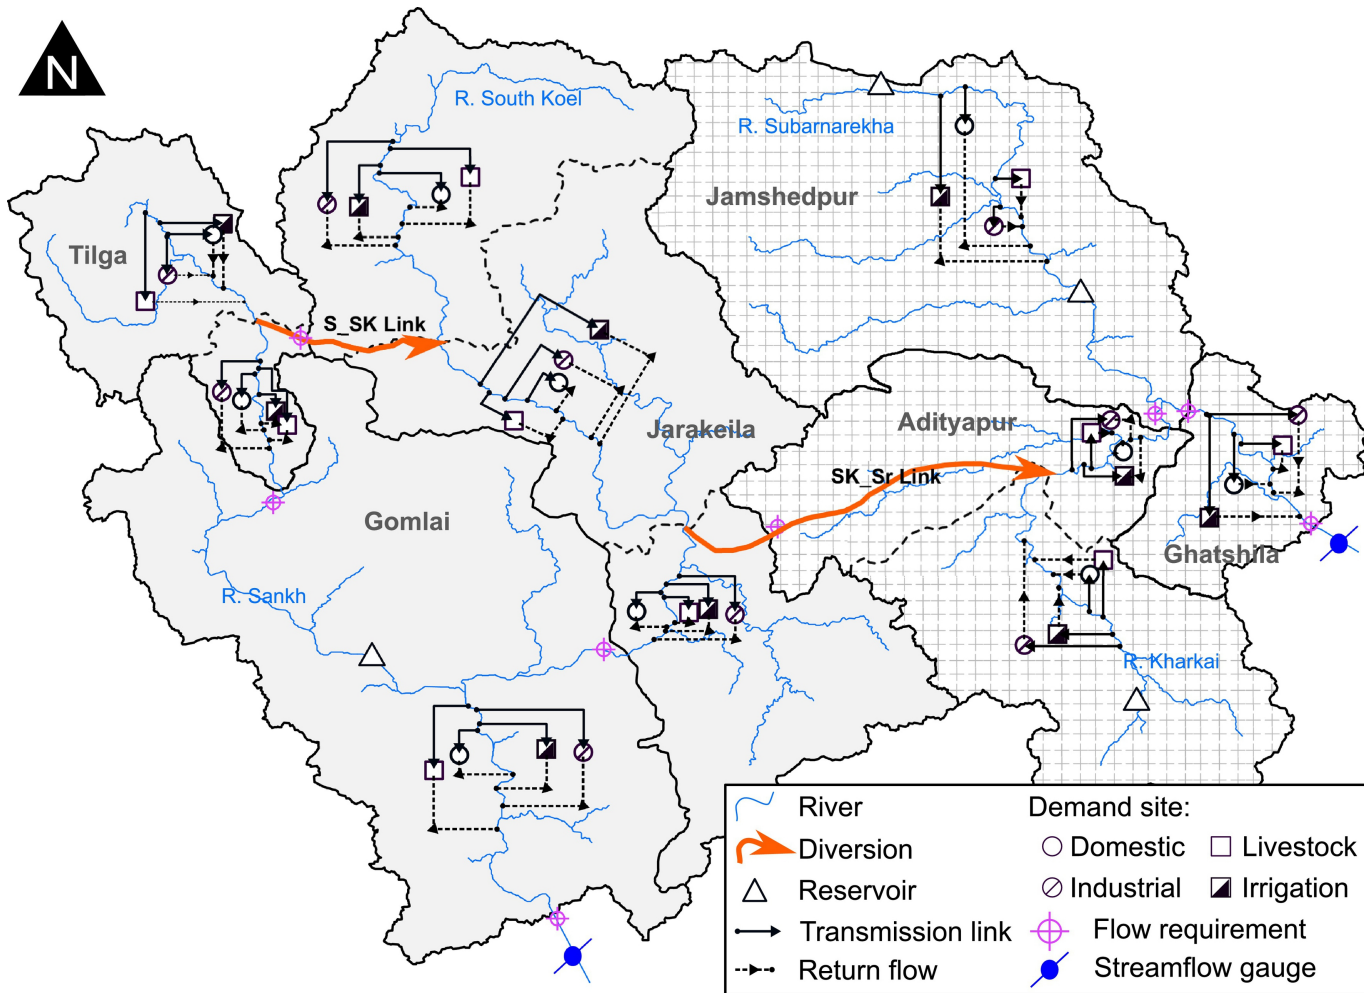 N
R. South Koel
R. Subarnarekha
Jamshedpur
Tilga
S_SK Link
Jarakeila
Adityapur
SK_Sr Link
Gomlai
Ghatshila
R. Sankh
R. Kharkai
River
Diversion
Reservoir
Transmission link
Return flow
Demand site:
Domestic
Livestock
Industrial
Irrigation
Flow requirement
Streamflow gauge